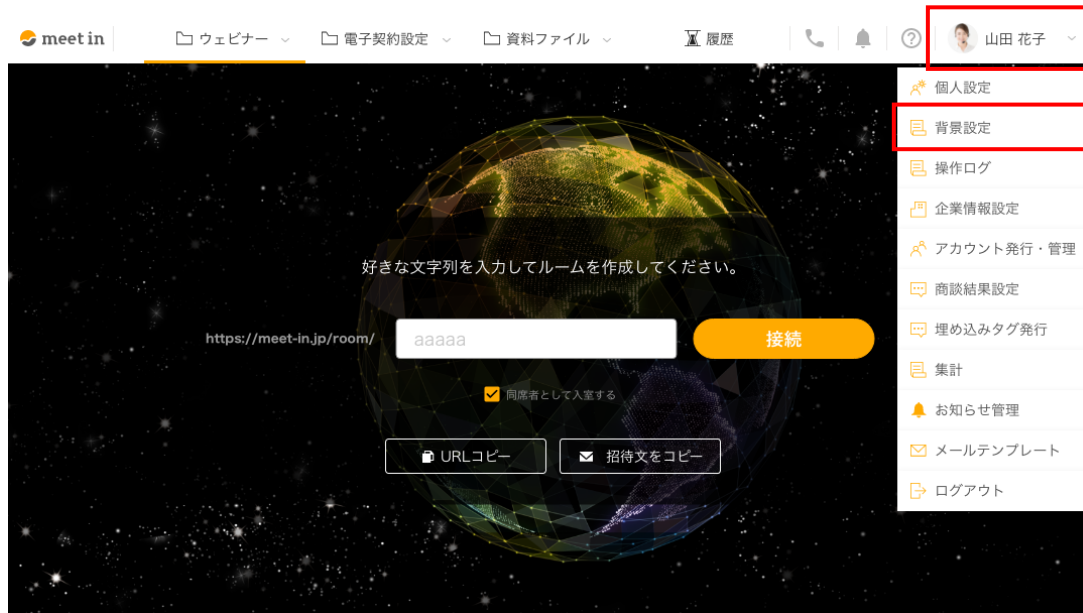 meet in
ウェビナー
電子契約設定
資料ファイル
履歴
山田 花子
個人設定
背景設定
操作ログ
企業情報設定
アカウント発行・管理
商談結果設定
埋め込みタグ発行
集計
お知らせ管理
メールテンプレート
ログアウト
好きな文字列を入力してルームを作成してください。
https://meet-in.jp/room/
aaaaa
接続
同席者として入室する
URLコピー
招待文をコピー